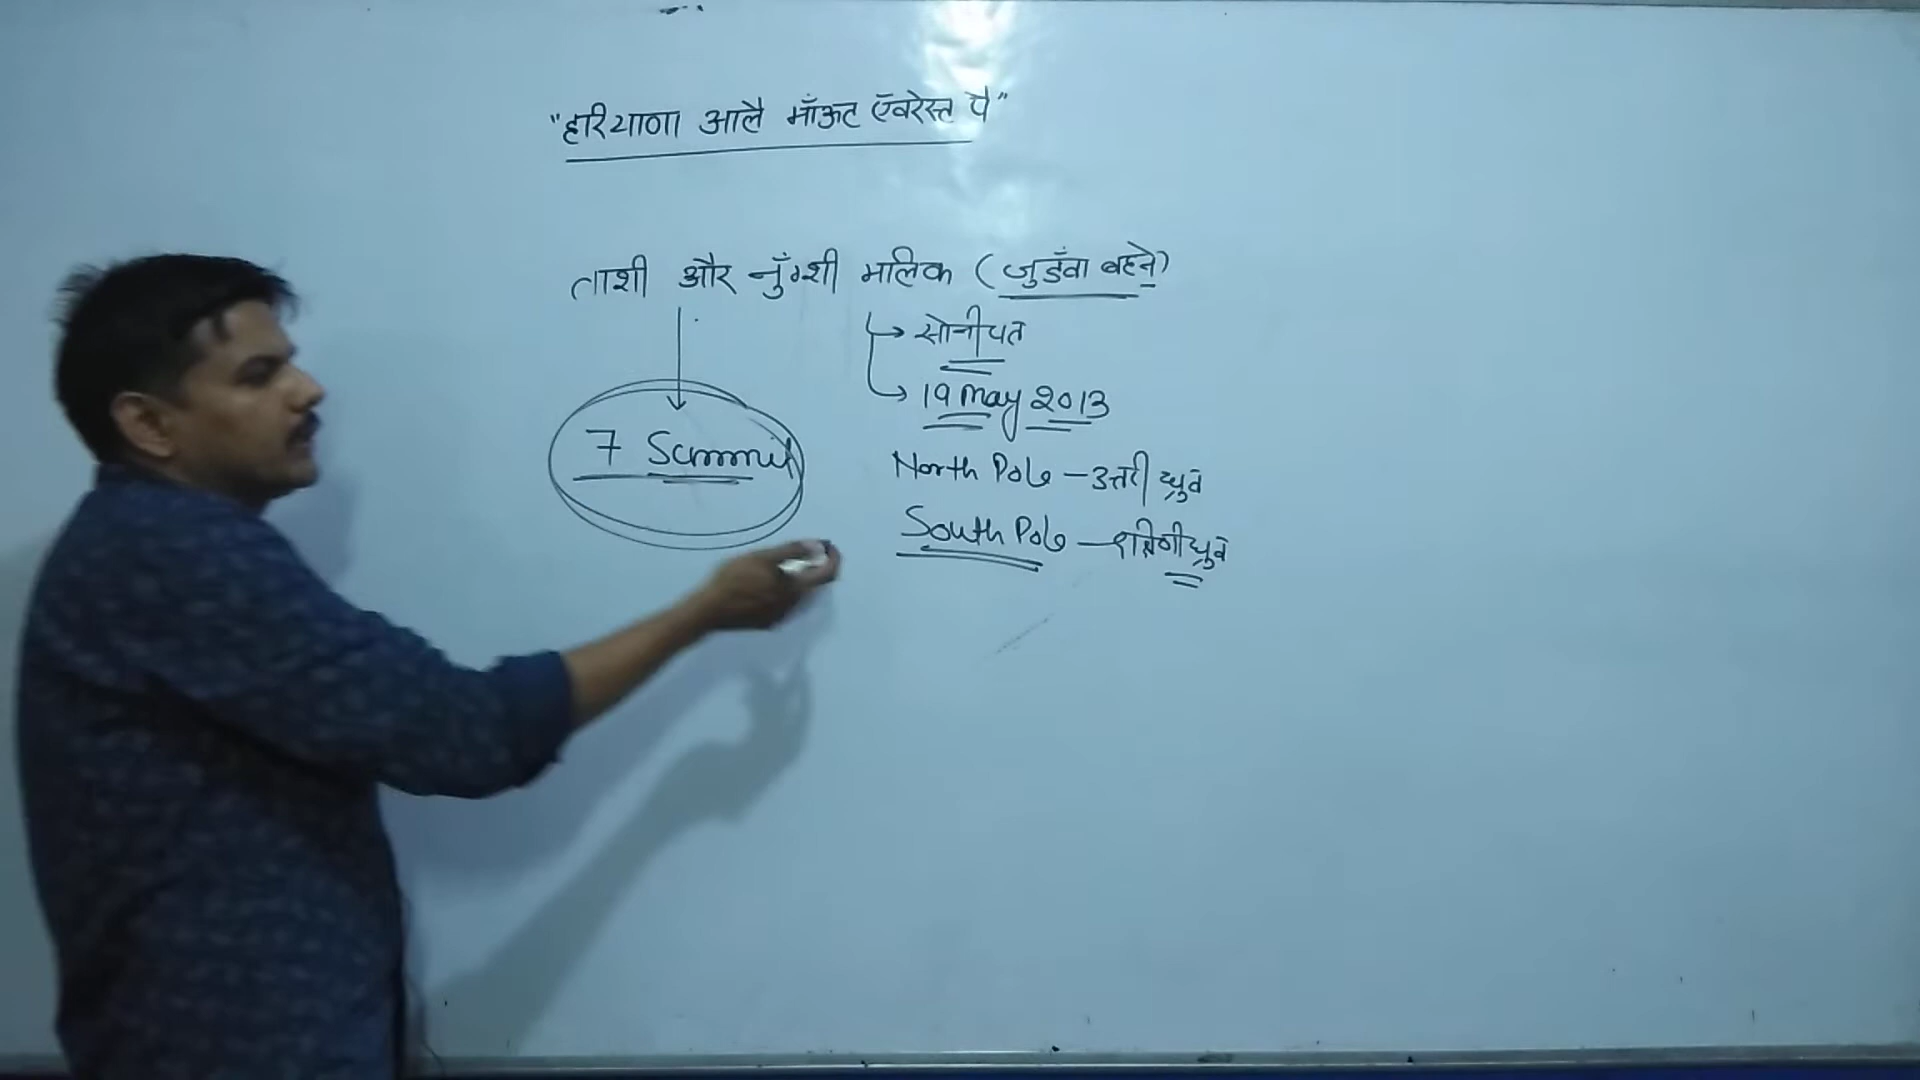 "हरियाणा आलै माँऊट ऍवरेस्ट पै"
ताशी और नुँग्शी मलिक (जुडँवा बहने)
सोनीपत
19 May 2013
7 Summit
North Pole – उत्तरी ध्रुव
South Pole – दक्षिणी ध्रुव